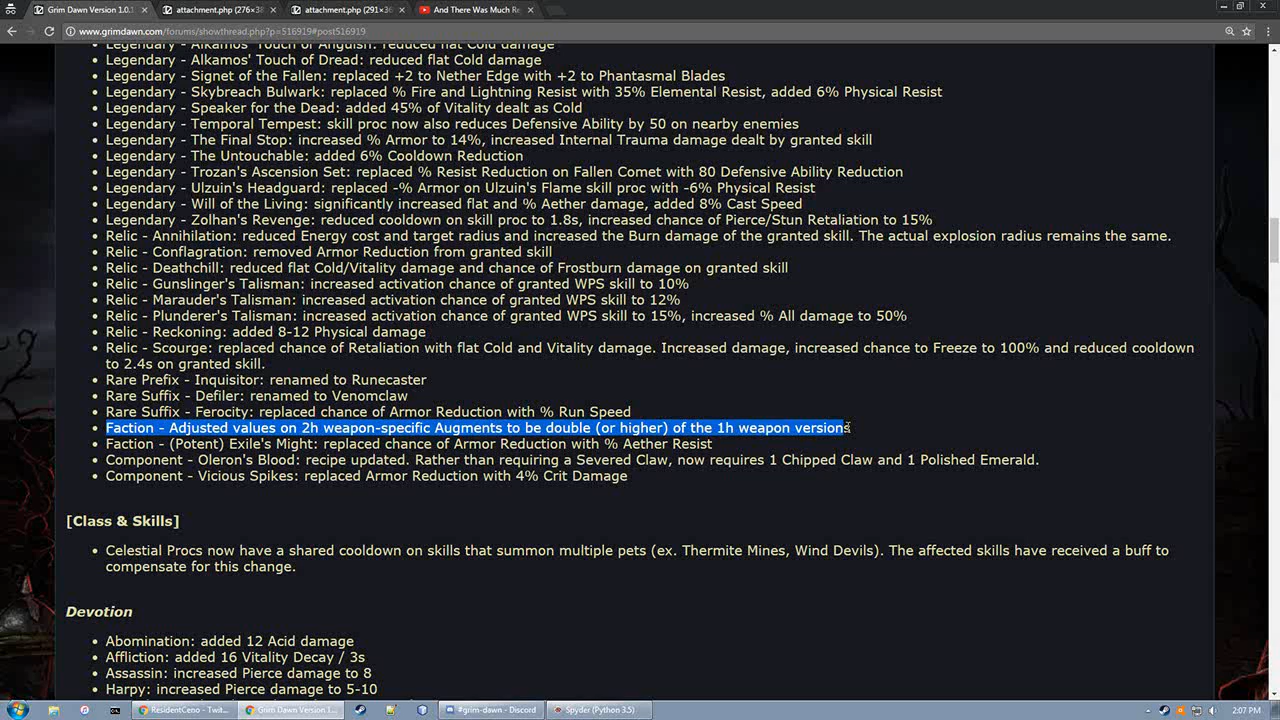 Grim Dawn Version 1.0.
attachment.php (276×38
attachment.php (291×36
And There Was Much Re
www.grimdawn.com/forums/showthread.php?p=516919#post516919
Legendary - Alkamos' Touch of Anguish: reduced flat Cold damage
Legendary - Alkamos' Touch of Dread: reduced flat Cold damage
Legendary - Signet of the Fallen: replaced +2 to Nether Edge with +2 to Phantasmal Blades
Legendary - Skybreach Bulwark: replaced % Fire and Lightning Resist with 35% Elemental Resist, added 6% Physical Resist
Legendary - Speaker for the Dead: added 45% of Vitality dealt as Cold
Legendary - Temporal Tempest: skill proc now also reduces Defensive Ability by 50 on nearby enemies
Legendary - The Final Stop: increased % Armor to 14%, increased Internal Trauma damage dealt by granted skill
Legendary - The Untouchable: added 6% Cooldown Reduction
Legendary - Trozan's Ascension Set: replaced % Resist Reduction on Fallen Comet with 80 Defensive Ability Reduction
Legendary - Ulzuin's Headguard: replaced -% Armor on Ulzuin's Flame skill proc with -6% Physical Resist
Legendary - Will of the Living: significantly increased flat and % Aether damage, added 8% Cast Speed
Legendary - Zolhan's Revenge: reduced cooldown on skill proc to 1.8s, increased chance of Pierce/Stun Retaliation to 15%
Relic - Annihilation: reduced Energy cost and target radius and increased the Burn damage of the granted skill. The actual explosion radius remains the same.
Relic - Conflagration: removed Armor Reduction from granted skill
Relic - Deathchill: reduced flat Cold/Vitality damage and chance of Frostburn damage on granted skill
Relic - Gunslinger's Talisman: increased activation chance of granted WPS skill to 10%
Relic - Marauder's Talisman: increased activation chance of granted WPS skill to 12%
Relic - Plunderer's Talisman: increased activation chance of granted WPS skill to 15%, increased % All damage to 50%
Relic - Reckoning: added 8-12 Physical damage
Relic - Scourge: replaced chance of Retaliation with flat Cold and Vitality damage. Increased damage, increased chance to Freeze to 100% and reduced cooldown
to 2.4s on granted skill.
Rare Prefix - Inquisitor: renamed to Runecaster
Rare Suffix - Defiler: renamed to Venomclaw
Rare Suffix - Ferocity: replaced chance of Armor Reduction with % Run Speed
Faction - Adjusted values on 2h weapon-specific Augments to be double (or higher) of the 1h weapon versions
Faction - (Potent) Exile's Might: replaced chance of Armor Reduction with % Aether Resist
Component - Oleron's Blood: recipe updated. Rather than requiring a Severed Claw, now requires 1 Chipped Claw and 1 Polished Emerald.
Component - Vicious Spikes: replaced Armor Reduction with 4% Crit Damage
[Class & Skills]
Celestial Procs now have a shared cooldown on skills that summon multiple pets (ex. Thermite Mines, Wind Devils). The affected skills have received a buff to
compensate for this change.
Devotion
Abomination: added 12 Acid damage
Affliction: added 16 Vitality Decay / 3s
Assassin: increased Pierce damage to 8
Harpy: increased Pierce damage to 5-10
ResidentCeno - Twit...
Grim Dawn Version 1...
#grim-dawn - Discord
Spyder (Python 3.5)
2:07 PM